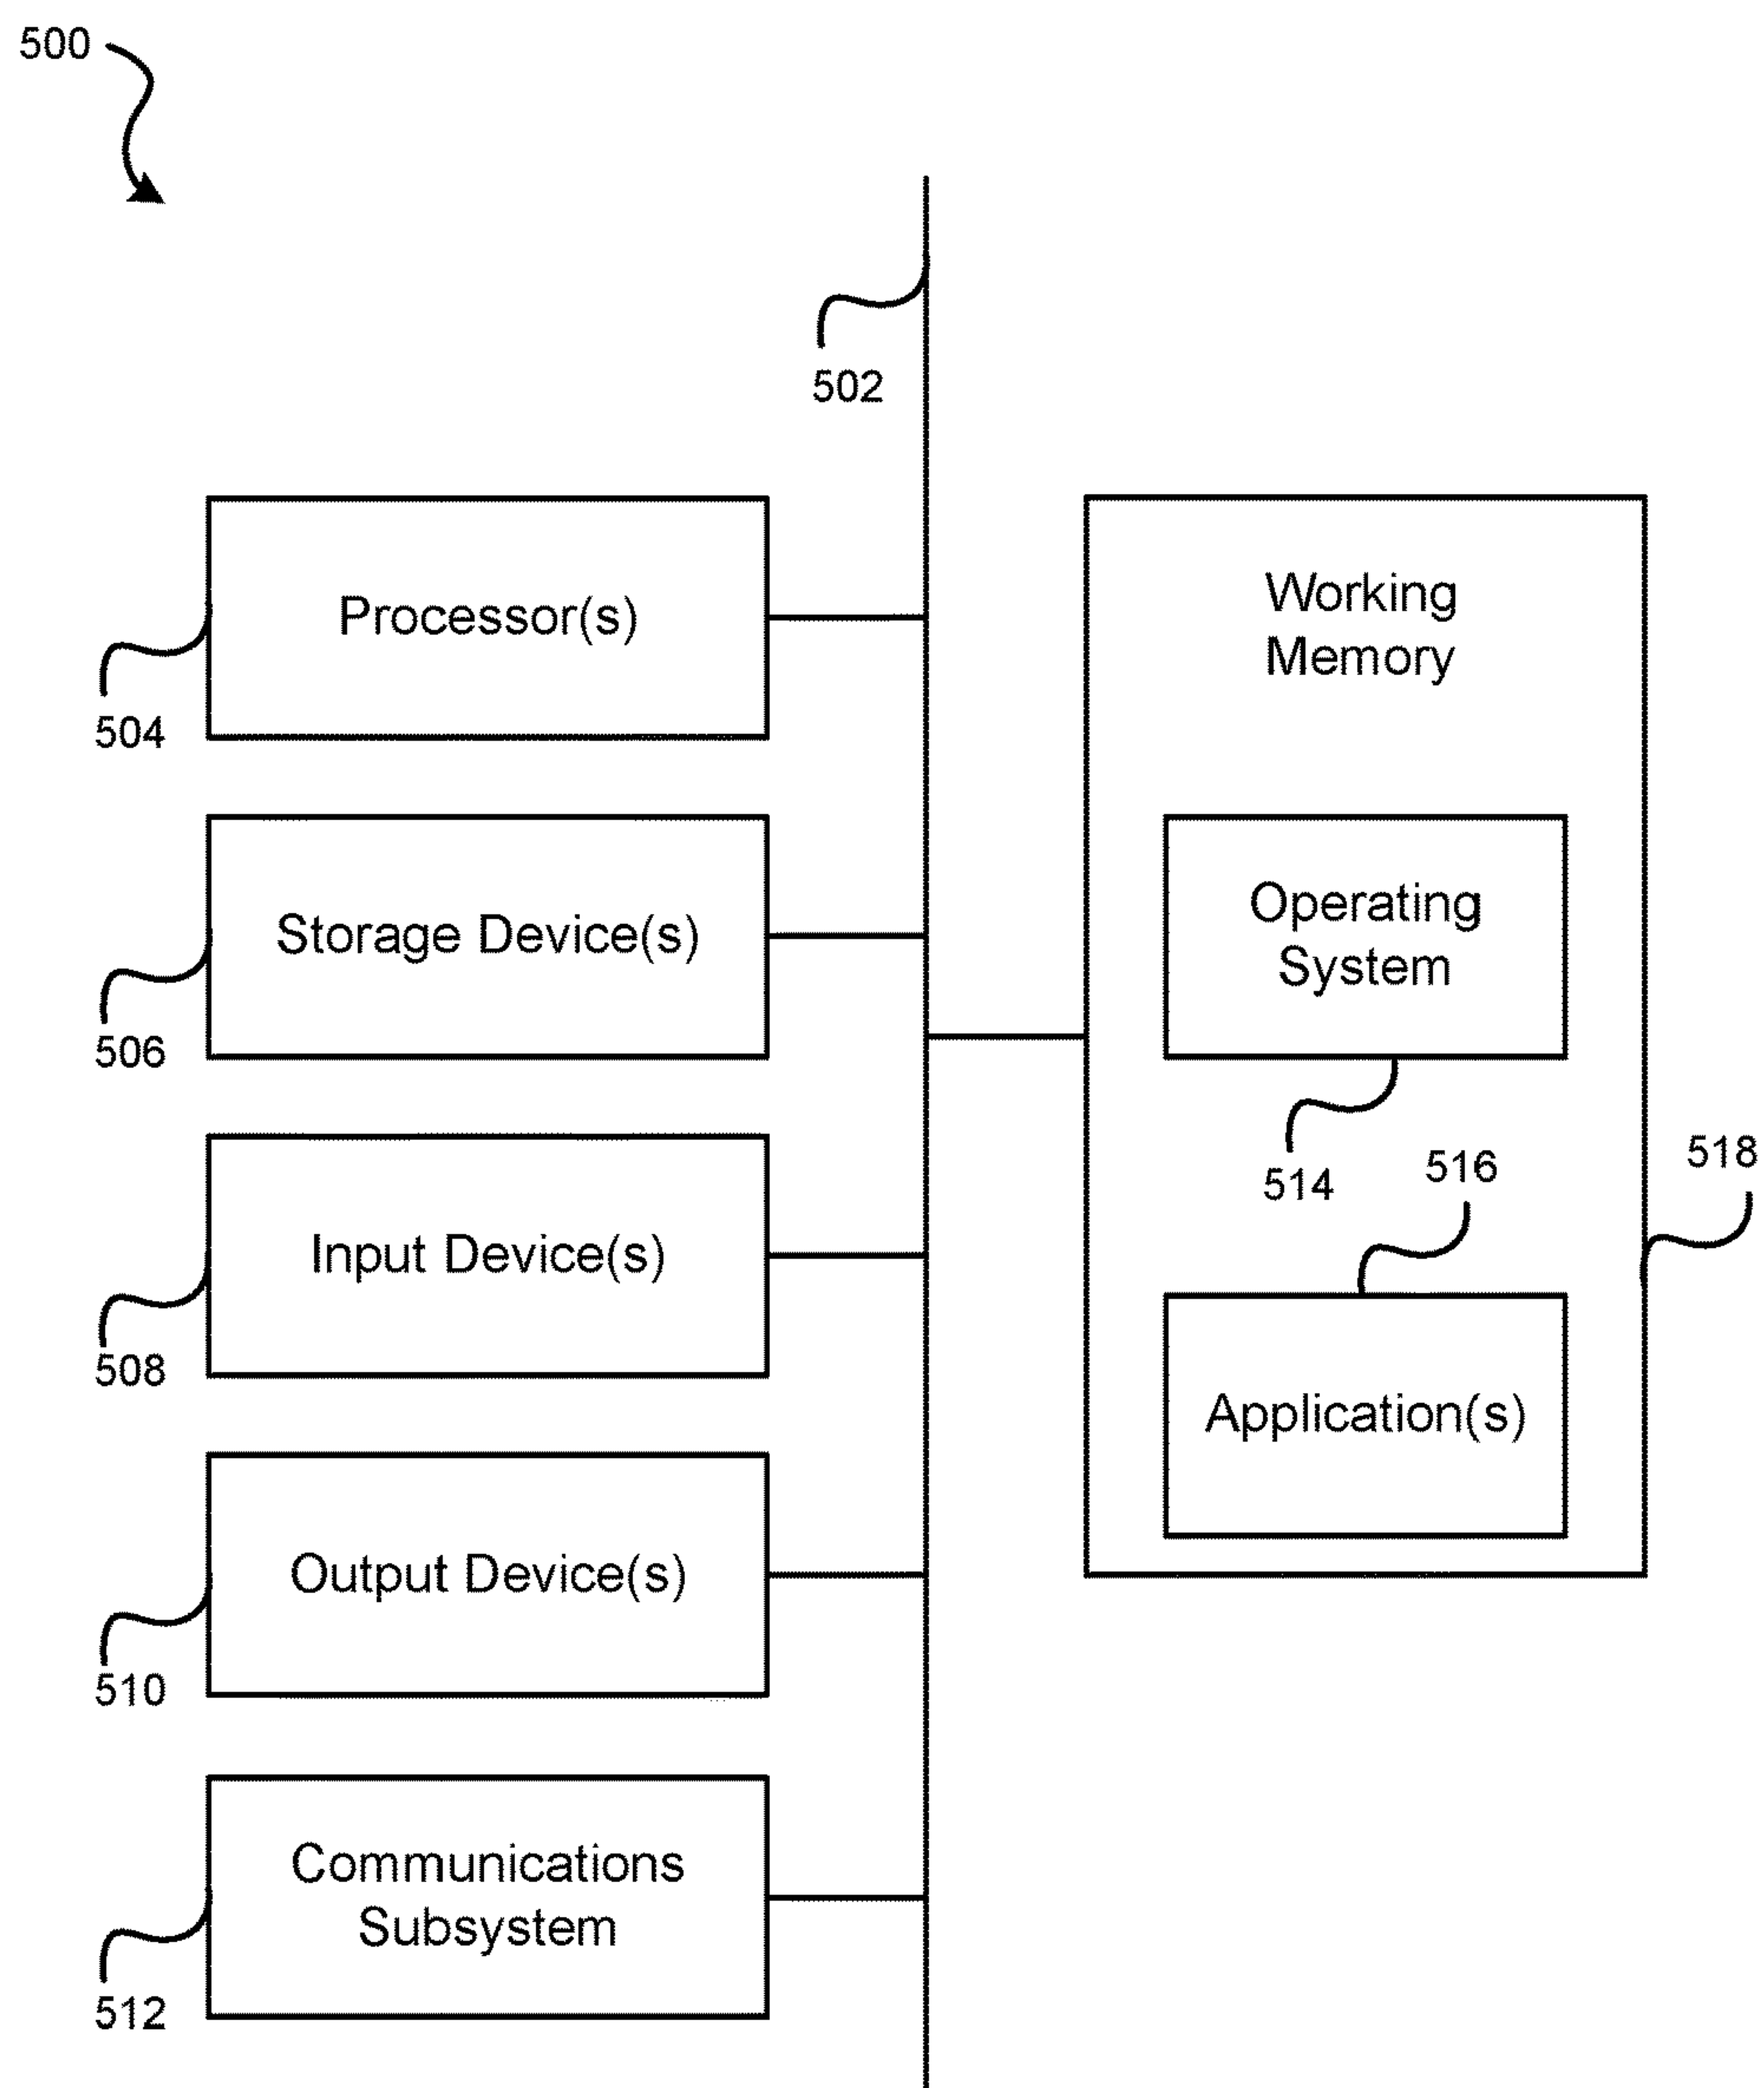 500
502
Processor(s)
504
Storage Device(s)
506
Input Device(s)
508
Output Device(s)
510
Communications
Subsystem
512
Working
Memory
Operating
System
514
516
518
Application(s)